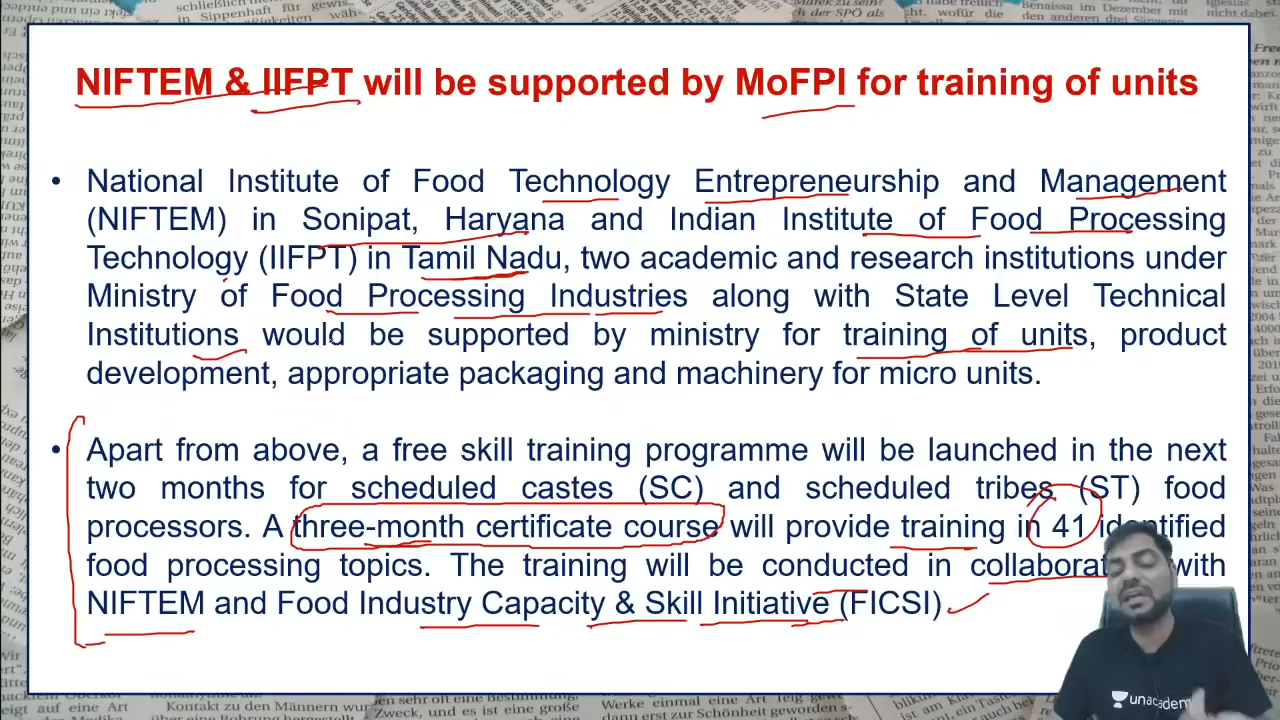 NIFTEM & IIFPT will be supported by MoFPI for training of units
• National Institute of Food Technology Entrepreneurship and Management
(NIFTEM) in Sonipat, Haryana and Indian Institute of Food Processing
Technology (IIFPT) in Tamil Nadu, two academic and research institutions under
Ministry of Food Processing Industries along with State Level Technical
Institutions would be supported by ministry for training of units, product
development, appropriate packaging and machinery for micro units.
• Apart from above, a free skill training programme will be launched in the next
two months for scheduled castes (SC) and scheduled tribes (ST) food
processors. A three-month certificate course will provide training in 41 identified
food processing topics. The training will be conducted in with
NIFTEM and Food Industry Capacity & Skill Initiative (FICSI)
unacademy